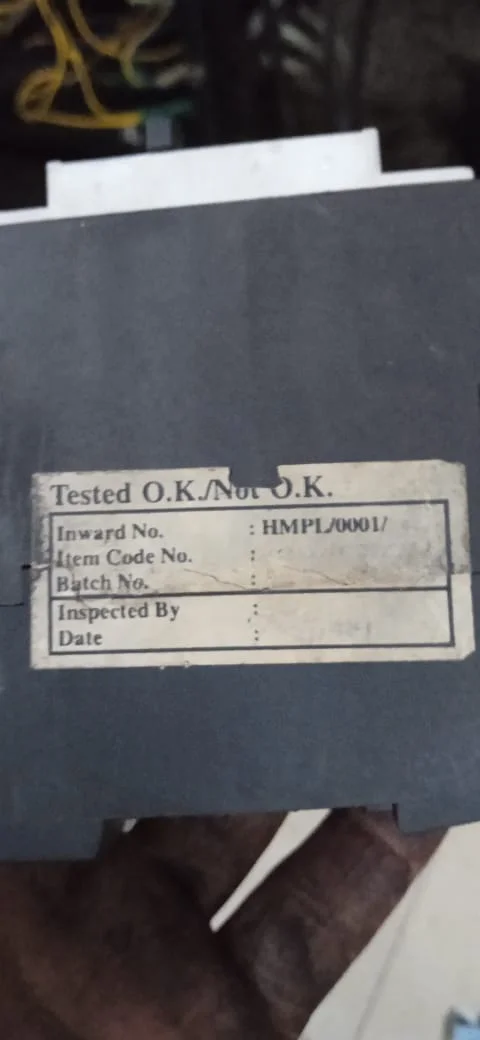 Tested O.K./Not O.K.
Inward No. : HMPL/0001/
Item Code No. :
Batch No. :
Inspected By :
Date :